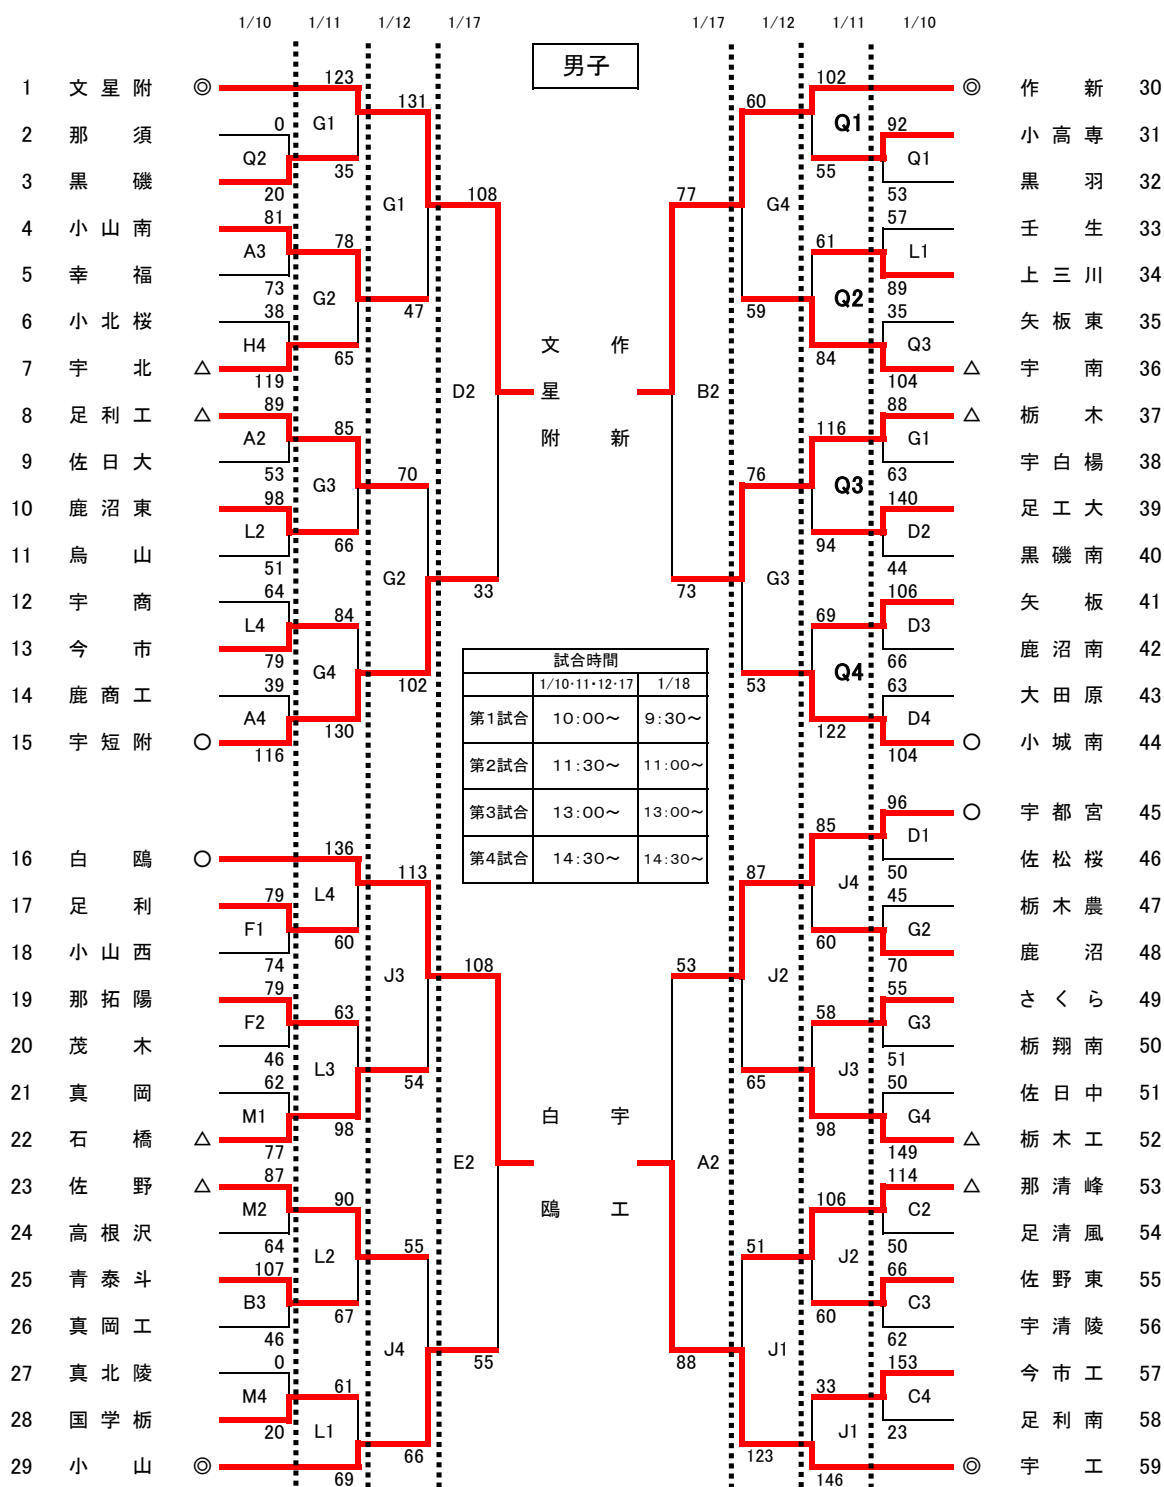 1/10 1/11 1/12 1/17 1/17 1/12 1/11 1/10
男子
123 102
1 文星附 ◎ ◎ 作新 30
131 60
0 G1 Q1 92
2 那須 小高専 31
Q2 Q1
35 55
3 黒磯 黒羽 32
20 53
108 77
G1 G4
81 57
4 小山南 壬生 33
78 61
A3 L1
5 幸福 上三川 34
73 89
G2 Q2
38 47 59 35
6 小北桜 矢板東 35
H4 Q3
65 84
文 作
7 宇北 △ △ 宇南 36
119 104
D2 星 B2
89 88
8 足利工 △ △ 栃木 37
85 116
A2 附 新 G1
9 佐日大 宇白楊 38
53 63
70 76
G3 Q3
98 140
10 鹿沼東 足工大 39
L2 D2
66 94
11 烏山 黒磯南 40
51 44
G2 G3
64 33 73 106
12 宇商 矢板 41
84 69
L4 D3
13 今市 鹿沼南 42
79 66
試合時間
G4 Q4
1/10・11・12・17 1/18
39 102 53 63
14 鹿商工 大田原 43
第1試合 10:00~ 9:30~
A4 D4
130 122
15 宇短附 ○ ○ 小城南 44
116 104
第2試合 11:30~ 11:00~
第3試合 13:00~ 13:00~
96
○ 宇都宮 45
85
D1
136
第4試合 14:30~ 14:30~
16 白鷗 ○ 佐松桜 46
113 87 50
79 L4 J4 45
17 足利 栃木農 47
F1 G2
60 60
18 小山西 鹿沼 48
74 108 53 70
J3 J2
79 55
19 那拓陽 さくら 49
63 58
F2 G3
20 茂木 栃翔南 50
46 51
L3 J3
62 54 65 50
21 真岡 佐日中 51
白 宇
M1 G4
98 98
22 石橋 △ △ 栃木工 52
77 149
E2 A2
87 114
23 佐野 △ △ 那清峰 53
90 106
M2 鷗 工 C2
24 高根沢 足清風 54
64 50
55 51
L2 J2
107 66
25 青泰斗 佐野東 55
B3 C3
67 60
26 真岡工 宇清陵 56
46 62
J4 J1
0 55 88 153
27 真北陵 今市工 57
61 33
M4 C4
28 国学栃 足利南 58
20 23
L1 J1
66 123
29 小山 ◎ ◎ 宇工 59
69 146